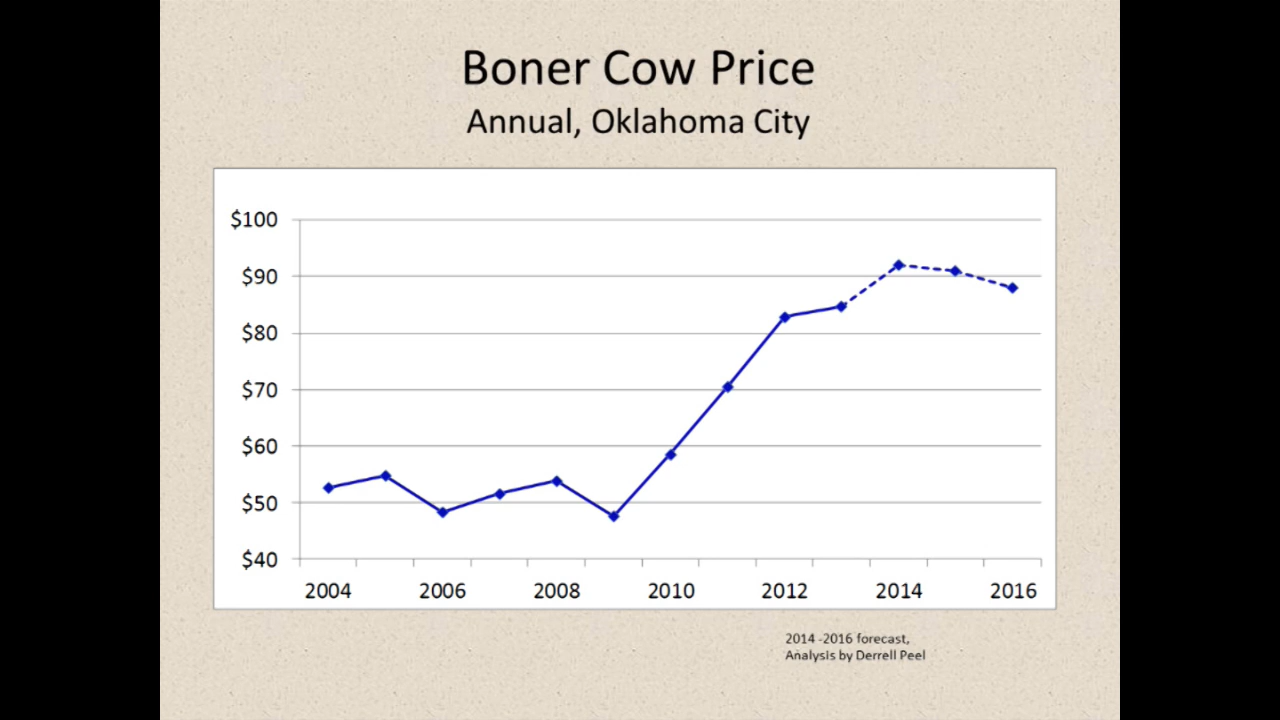 Boner Cow Price
Annual, Oklahoma City
$100
$90
$80
$70
$60
$50
$40
2004 2006 2008 2010 2012 2014 2016
2014 -2016 forecast,
Analysis by Derrell Peel